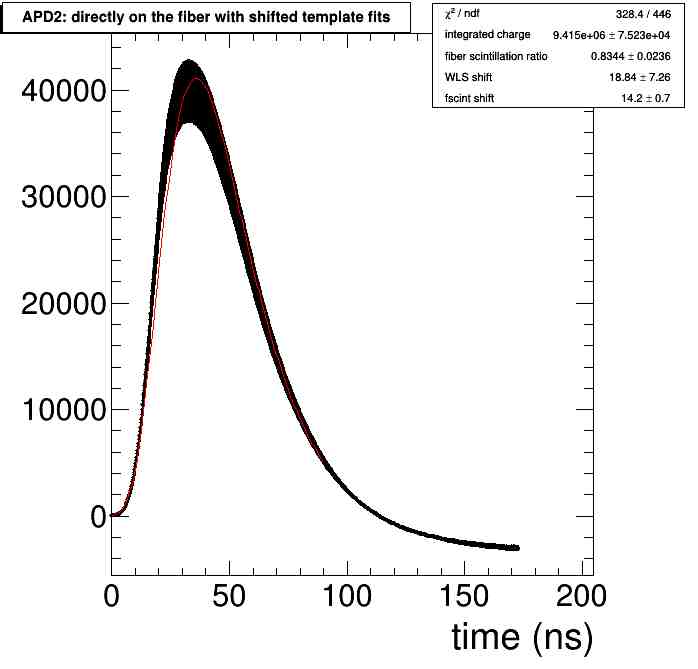 APD2: directly on the fiber with shifted template fits
χ² / ndf 328.4 / 446
integrated charge 9.415e+06 ± 7.523e+04
fiber scintillation ratio 0.8344 ± 0.0236
WLS shift 18.84 ± 7.26
fscint shift 14.2 ± 0.7
40000
30000
20000
10000
0
0 50 100 150 200
time (ns)